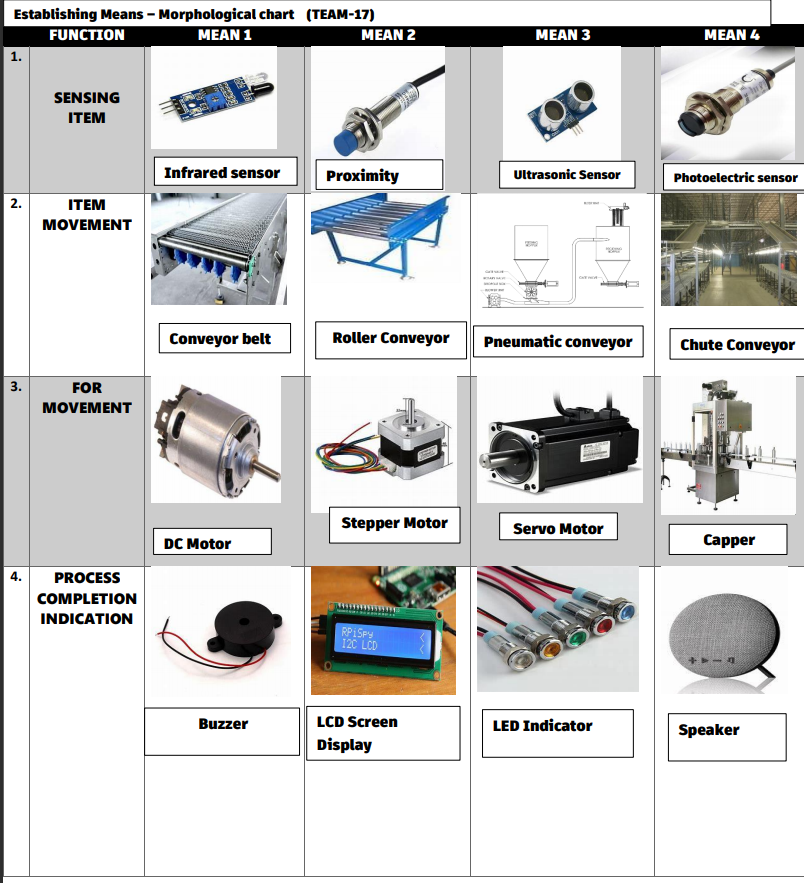 Establishing Means – Morphological chart (TEAM-17)
FUNCTION MEAN 1 MEAN 2 MEAN 3 MEAN 4
1.
SENSING
ITEM
Infrared sensor
Proximity
Ultrasonic Sensor
Photoelectric sensor
2.
ITEM
MOVEMENT
Conveyor belt
Roller Conveyor
Pneumatic conveyor
Chute Conveyor
3.
FOR
MOVEMENT
DC Motor
Stepper Motor
Servo Motor
Capper
4.
PROCESS
COMPLETION
INDICATION
RPiSpy
I2C LCD
Buzzer
LCD Screen
Display
LED Indicator
Speaker